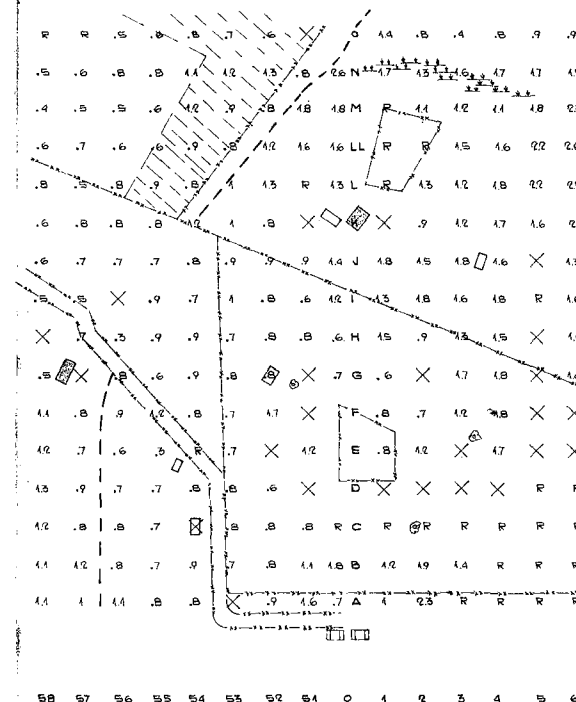 R R .5 .8 .8 .7 .6 O 1.4 .8 .4 .8 .9 .9
.5 .6 .8 .8 1.1 1.2 1.3 .8 2.6 N 1.7 1.3 1.6 1.7 1.7
.4 .5 .5 .6 1.2 .9 .8 1.8 1.8 M R 1.1 1.2 1.1 1.8
.6 .7 .6 .6 .9 .8 1.2 1.6 1.6 LL R R 1.5 1.6 2.2
.8 .5 .8 .9 .8 1 1.3 R 1.3 L R 1.3 1.2 1.8 2.2
.6 .8 .8 .8 1.2 1 .8 .9 1.2 1.7 1.6
.6 .7 .7 .7 .8 .9 .9 .9 1.4 J 1.8 1.5 1.8 1.6
.5 .5 .9 .7 1 .8 .6 1.2 I 1.3 1.8 1.6 1.8 R
.7 .3 .9 .9 .7 .8 .8 .6 H 1.5 .9 1.3 1.5
.5 .8 .6 .9 .8 .8 .7 G .6 1.7 1.8
1.1 .8 .9 1.2 .8 .7 1.7 F .8 .7 1.2 1.8
1.2 .7 .6 .3 R .7 1.2 E .8 1.2 1.7
1.3 .9 .7 .7 .8 .8 .6 D R R
1.2 .8 .8 .7 .8 .8 .8 R C R R R R R R
1.1 1.2 .8 .7 .9 .7 .8 1.1 1.8 B 1.2 1.9 1.4 R R R
1.1 1 1.1 .8 .8 .9 1.6 .7 A 1 2.3 R R R R
58 57 56 55 54 53 52 51 0 1 2 3 4 5 6